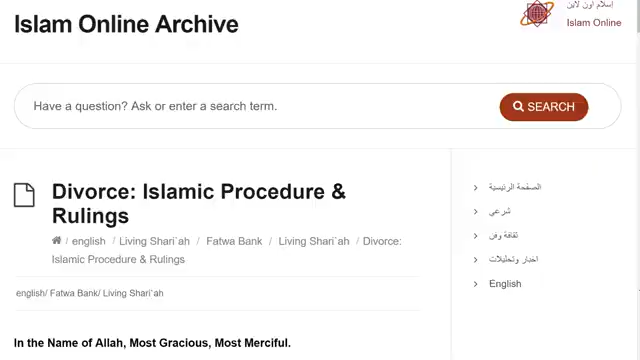 Islam Online Archive
إسلام أون لاين
Islam Online
Have a question? Ask or enter a search term.
SEARCH
Divorce: Islamic Procedure &
Rulings
/ english / Living Shari`ah / Fatwa Bank / Living Shari`ah / Divorce:
Islamic Procedure & Rulings
english/ Fatwa Bank/ Living Shari`ah
In the Name of Allah, Most Gracious, Most Merciful.
الصفحة الرئيسية
شرعي
ثقافة وفن
اخبار وتحليلات
English